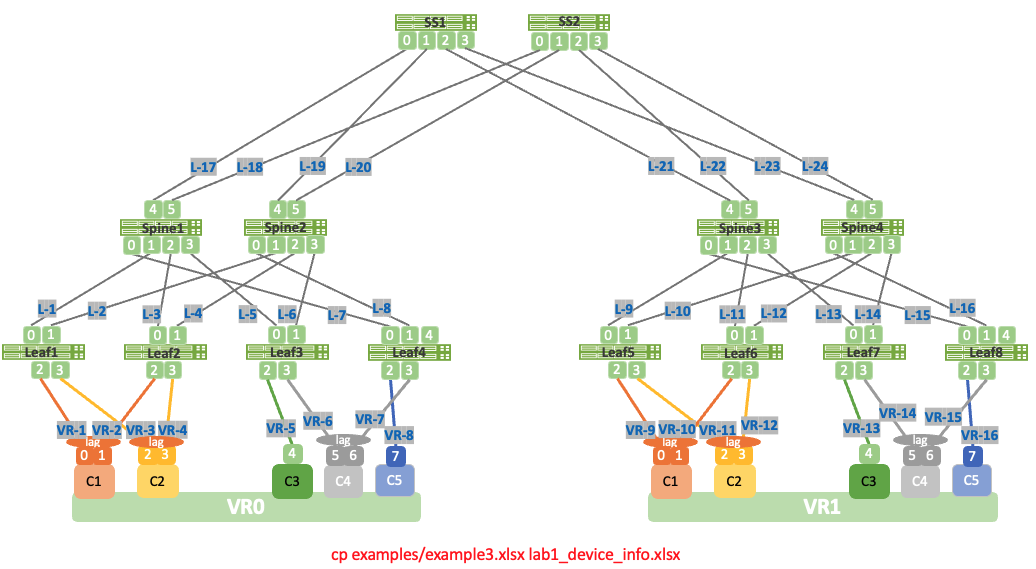 SS1 SS2
0 1 2 3 0 1 2 3
L-17 L-18 L-19 L-20 L-21 L-22 L-23 L-24
4 5 4 5 4 5 4 5
Spine1 Spine2 Spine3 Spine4
0 1 2 3 0 1 2 3 0 1 2 3 0 1 2 3
L-1 L-2 L-3 L-4 L-5 L-6 L-7 L-8 L-9 L-10 L-11 L-12 L-13 L-14 L-15 L-16
0 1 0 1 0 1 0 1 4 0 1 0 1 0 1 0 1 4
Leaf1 Leaf2 Leaf3 Leaf4 Leaf5 Leaf6 Leaf7 Leaf8
2 3 2 3 2 3 2 3 2 3 2 3 2 3 2 3
VR-1 VR-2 VR-3 VR-4 VR-5 VR-6 VR-7 VR-8 VR-9 VR-10 VR-11 VR-12 VR-13 VR-14 VR-15 VR-16
lag lag lag lag lag lag
0 1 2 3 4 5 6 7 0 1 2 3 4 5 6 7
C1 C2 C3 C4 C5 C1 C2 C3 C4 C5
VR0 VR1
cp examples/example3.xlsx lab1_device_info.xlsx